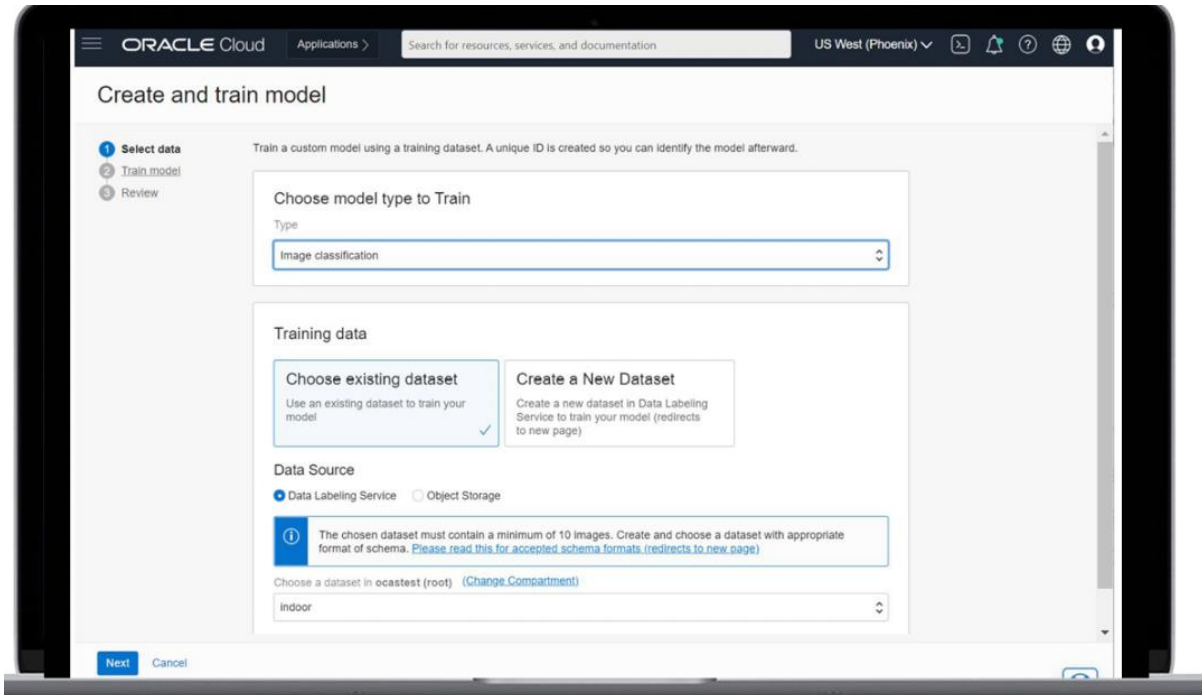 ORACLE Cloud Applications > Search for resources, services, and documentation US West (Phoenix)
Create and train model
1 Select data
2 Train model
3 Review
Train a custom model using a training dataset. A unique ID is created so you can identify the model afterward.
Choose model type to Train
Type
Image classification
Training data
Choose existing dataset
Use an existing dataset to train your
model
Create a New Dataset
Create a new dataset in Data Labeling
Service to train your model (redirects
to new page)
Data Source
Data Labeling Service Object Storage
The chosen dataset must contain a minimum of 10 images. Create and choose a dataset with appropriate
format of schema. Please read this for accepted schema formats (redirects to new page)
Choose a dataset in ocastest (root) (Change Compartment)
indoor
Next Cancel